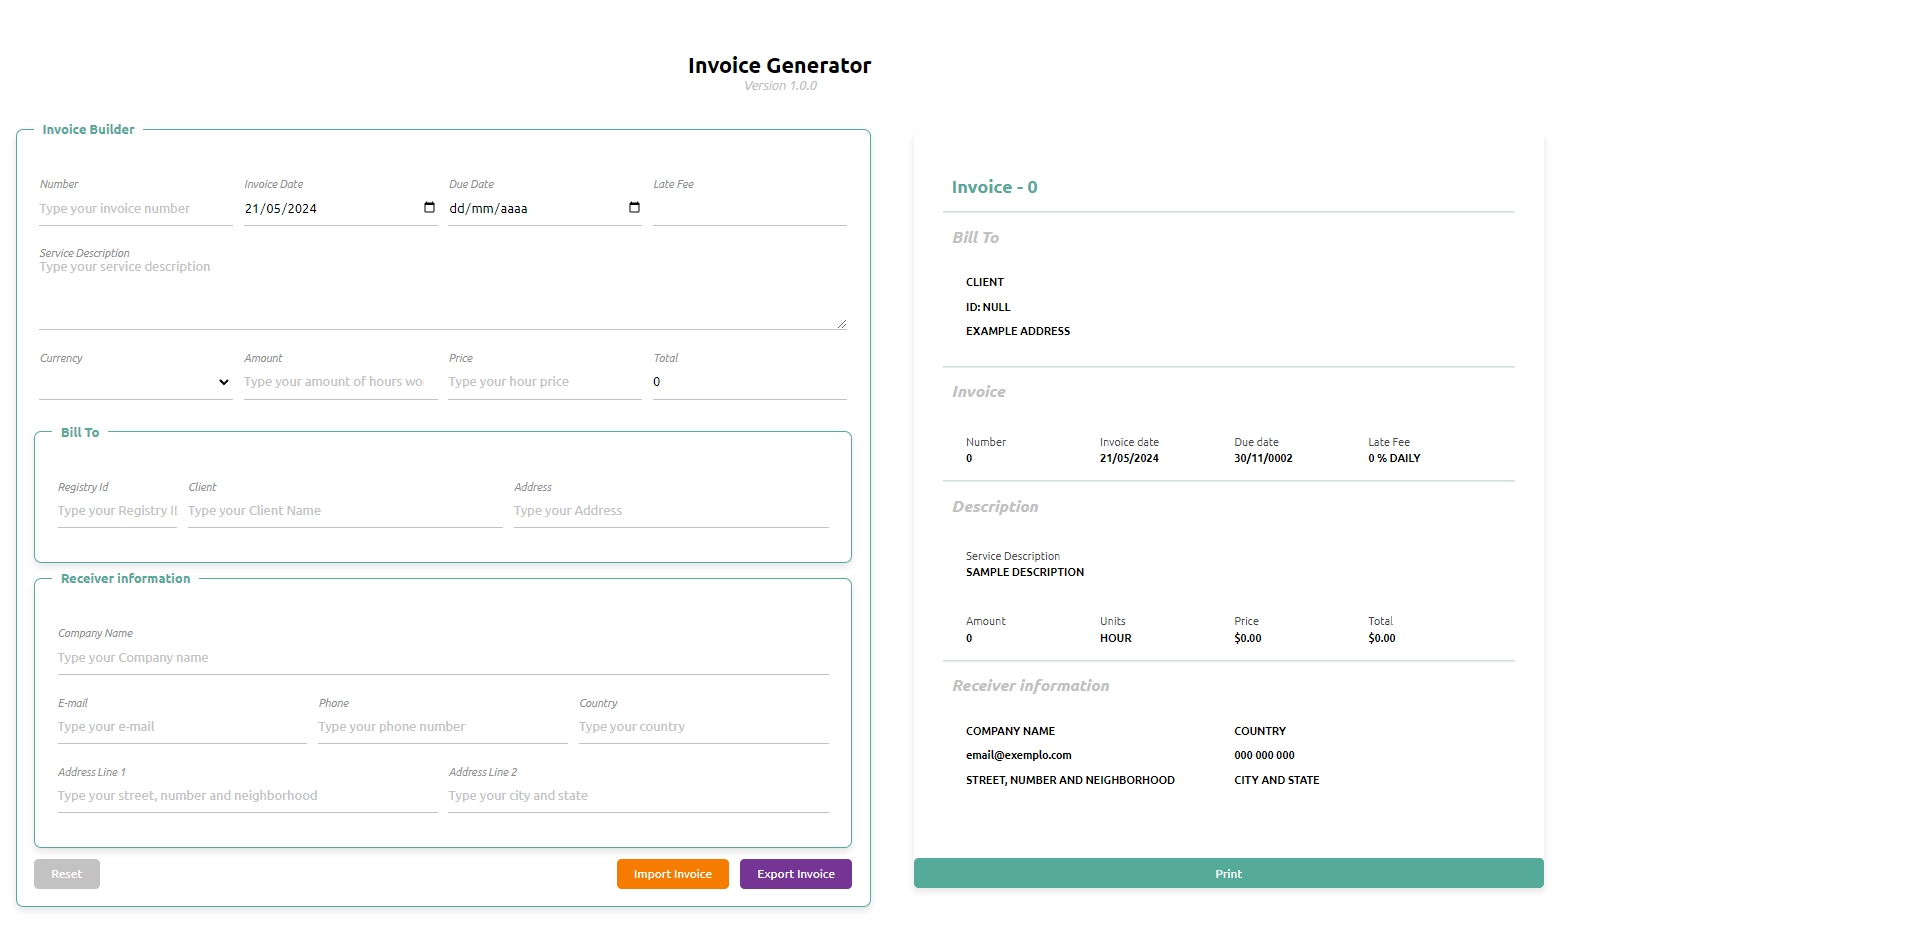 Invoice Generator
Version 1.0.0
Invoice Builder
Number Invoice Date Due Date Late Fee
Type your invoice number 21/05/2024 dd/mm/aaaa
Service Description
Type your service description
Currency Amount Price Total
Type your amount of hours wo Type your hour price 0
Bill To
Registry Id Client Address
Type your Registry II Type your Client Name Type your Address
Receiver information
Company Name
Type your Company name
E-mail Phone Country
Type your e-mail Type your phone number Type your country
Address Line 1 Address Line 2
Type your street, number and neighborhood Type your city and state
Reset Import Invoice Export Invoice
Invoice - 0
Bill To
CLIENT
ID: NULL
EXAMPLE ADDRESS
Invoice
Number Invoice date Due date Late Fee
0 21/05/2024 30/11/0002 0 % DAILY
Description
Service Description
SAMPLE DESCRIPTION
Amount Units Price Total
0 HOUR $0.00 $0.00
Receiver information
COMPANY NAME COUNTRY
email@exemplo.com 000 000 000
STREET, NUMBER AND NEIGHBORHOOD CITY AND STATE
Print